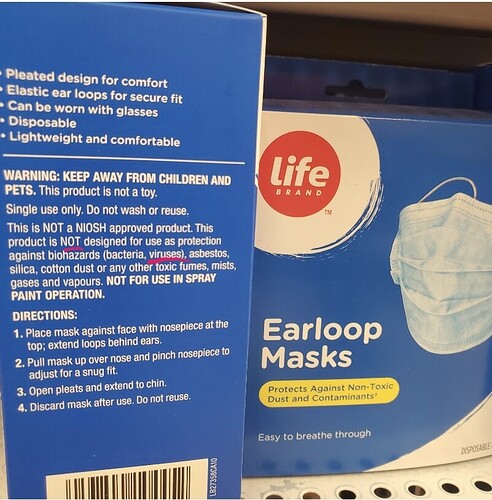 • Pleated design for comfort
• Elastic ear loops for secure fit
• Can be worn with glasses
• Disposable
• Lightweight and comfortable
WARNING: KEEP AWAY FROM CHILDREN AND
PETS. This product is not a toy.
Single use only. Do not wash or reuse.
This is NOT a NIOSH approved product. This
product is NOT designed for use as protection
against biohazards (bacteria, viruses), asbestos,
silica, cotton dust or any other toxic fumes, mists,
gases and vapours. NOT FOR USE IN SPRAY
PAINT OPERATION.
DIRECTIONS:
1. Place mask against face with nosepiece at the
top; extend loops behind ears.
2. Pull mask up over nose and pinch nosepiece to
adjust for a snug fit.
3. Open pleats and extend to chin.
4. Discard mask after use. Do not reuse.
life
BRAND
TM
Earloop
Masks
Protects Against Non-Toxic
Dust and Contaminants†
Easy to breathe through
DISPOSABLE